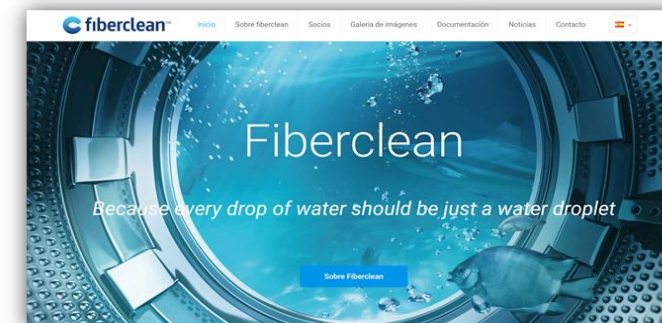 fiberclean™
Inicio Sobre fiberclean Socios Galería de imágenes Documentación Noticias Contacto
Fiberclean
Because every drop of water should be just a water droplet
Sobre Fiberclean